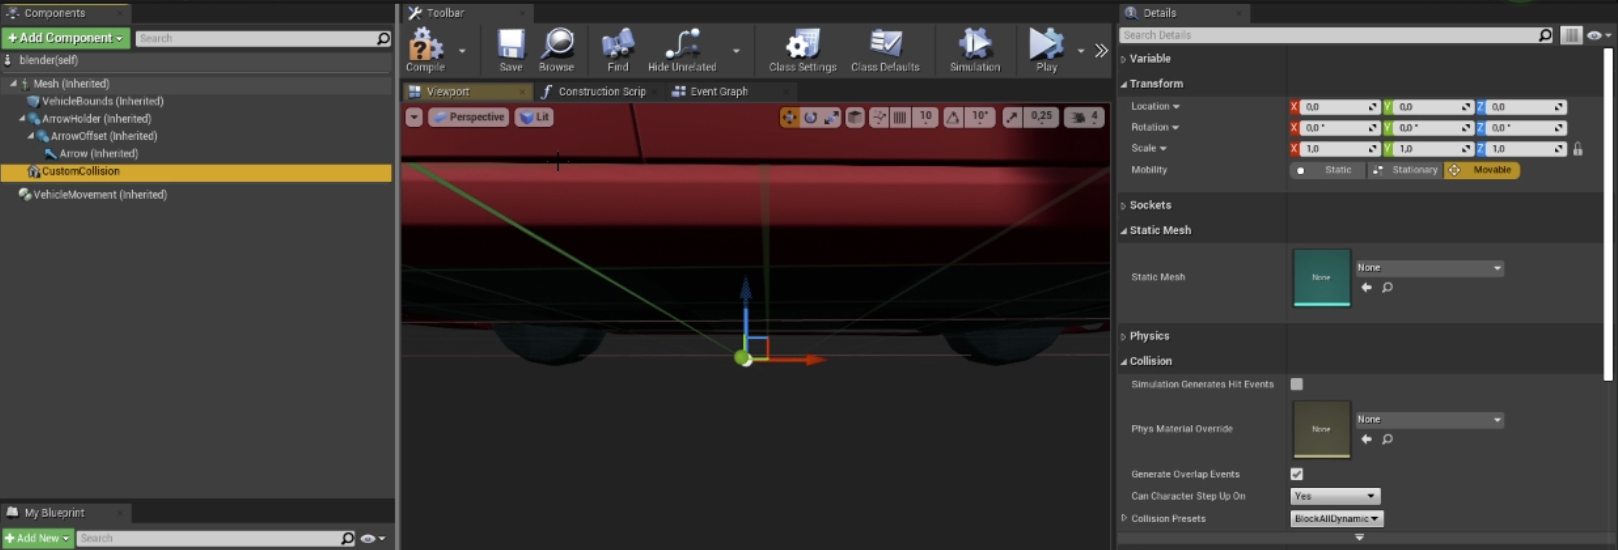 Components
Toolbar
Details
+Add Component
Search
Search Details
Compile
Save
Browse
Find
Hide Unrelated
Class Settings
Class Defaults
Simulation
Play
blender(self)
Variable
Mesh (Inherited)
VehicleBounds (Inherited)
ArrowHolder (Inherited)
ArrowOffset (Inherited)
Arrow (Inherited)
CustomCollision
VehicleMovement (Inherited)
Viewport
Construction Scrip
Event Graph
Perspective
Lit
10
10°
0,25
4
Transform
Location
X 0,0
Y 0,0
Z 0,0
Rotation
X 0,0 °
Y 0,0 °
Z 0,0 °
Scale
X 1,0
Y 1,0
Z 1,0
Mobility
Static
Stationary
Movable
Sockets
Static Mesh
Static Mesh
None
None
Physics
Collision
Simulation Generates Hit Events
Phys Material Override
None
None
Generate Overlap Events
Can Character Step Up On
Yes
Collision Presets
BlockAllDynamic
My Blueprint
+Add New
Search